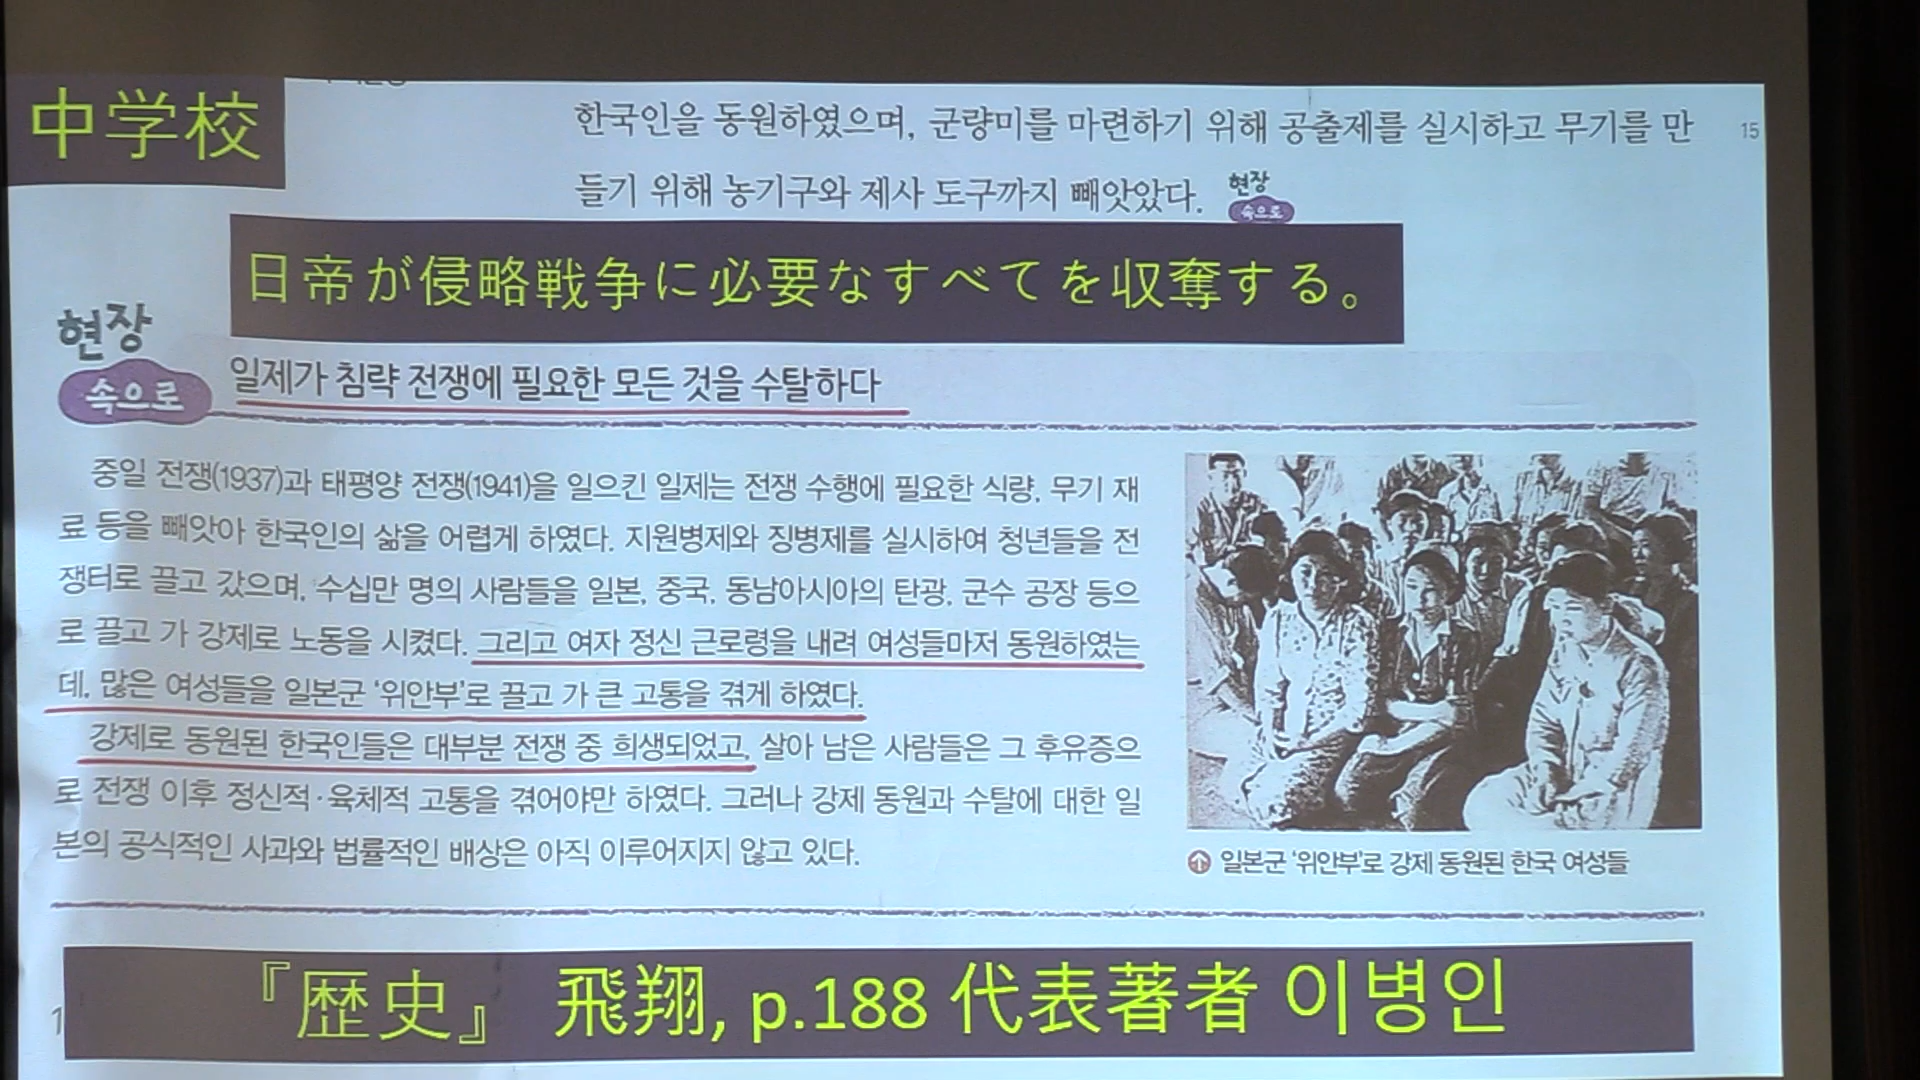 中学校
한국인을 동원하였으며, 군량미를 마련하기 위해 공출제를 실시하고 무기를 만
15
들기 위해 농기구와 제사 도구까지 빼앗았다.
현장
속으로
日帝が侵略戦争に必要なすべてを収奪する。
현장
속으로
일제가 침략 전쟁에 필요한 모든 것을 수탈하다
중일 전쟁(1937)과 태평양 전쟁(1941)을 일으킨 일제는 전쟁 수행에 필요한 식량, 무기 재
료 등을 빼앗아 한국인의 삶을 어렵게 하였다. 지원병제와 징병제를 실시하여 청년들을 전
쟁터로 끌고 갔으며, 수십만 명의 사람들을 일본, 중국, 동남아시아의 탄광, 군수 공장 등으
로 끌고 가 강제로 노동을 시켰다. 그리고 여자 정신 근로령을 내려 여성들마저 동원하였는
데, 많은 여성들을 일본군 ‘위안부’로 끌고 가 큰 고통을 겪게 하였다.
강제로 동원된 한국인들은 대부분 전쟁 중 희생되었고, 살아 남은 사람들은 그 후유증으
로 전쟁 이후 정신적·육체적 고통을 겪어야만 하였다. 그러나 강제 동원과 수탈에 대한 일
본의 공식적인 사과와 법률적인 배상은 아직 이루어지지 않고 있다.
일본군 ‘위안부’로 강제 동원된 한국 여성들
『歴史』 飛翔, p.188 代表著者 이병인